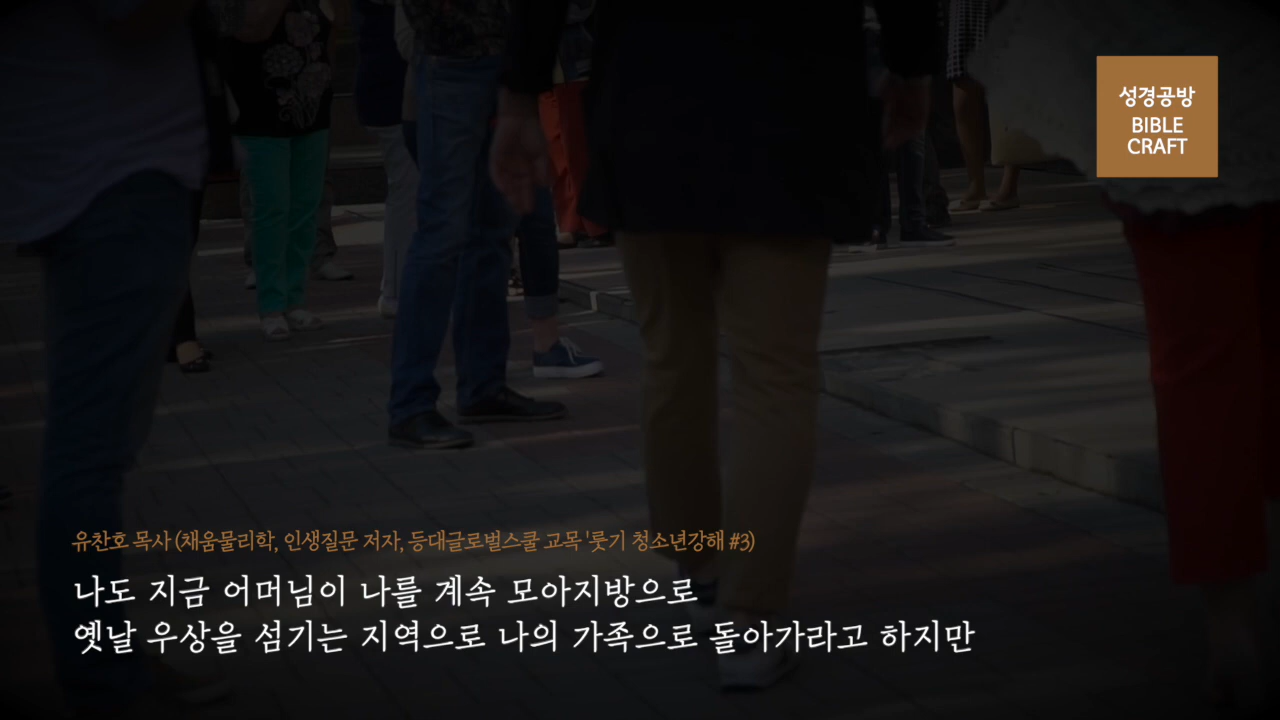 성경공방
BIBLE
CRAFT
유찬호 목사 (채움물리학, 인생질문 저자, 등대글로벌스쿨 교목 '룻기 청소년강해 #3)
나도 지금 어머님이 나를 계속 모아지방으로
옛날 우상을 섬기는 지역으로 나의 가족으로 돌아가라고 하지만